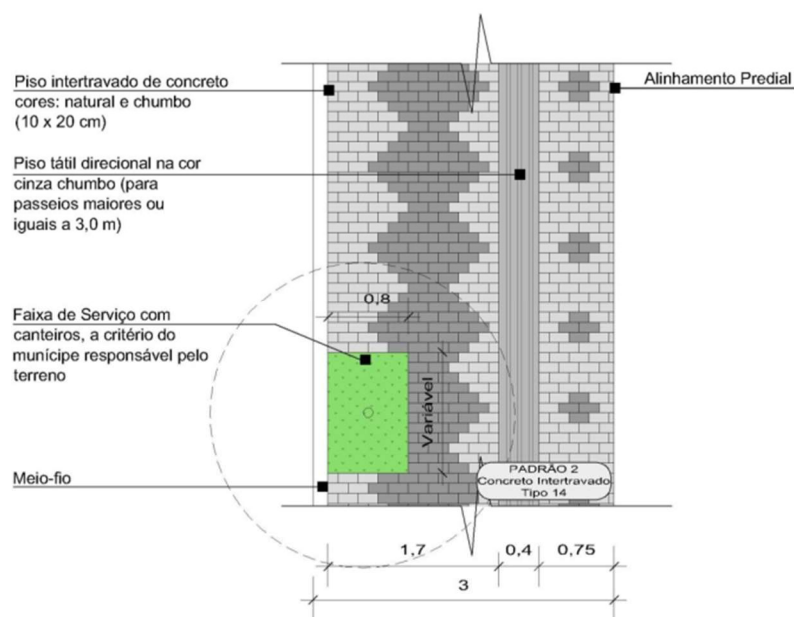 Piso intertravado de concreto
cores: natural e chumbo
(10 x 20 cm)
Alinhamento Predial
Piso tátil direcional na cor
cinza chumbo (para
passeios maiores ou
iguais a 3,0 m)
0,8
Faixa de Serviço com
canteiros, a critério do
munícipe responsável pelo
terreno
Variável
Meio-fio
PADRÃO 2
Concreto Intertravado
Tipo 14
1,7
0,4
0,75
3